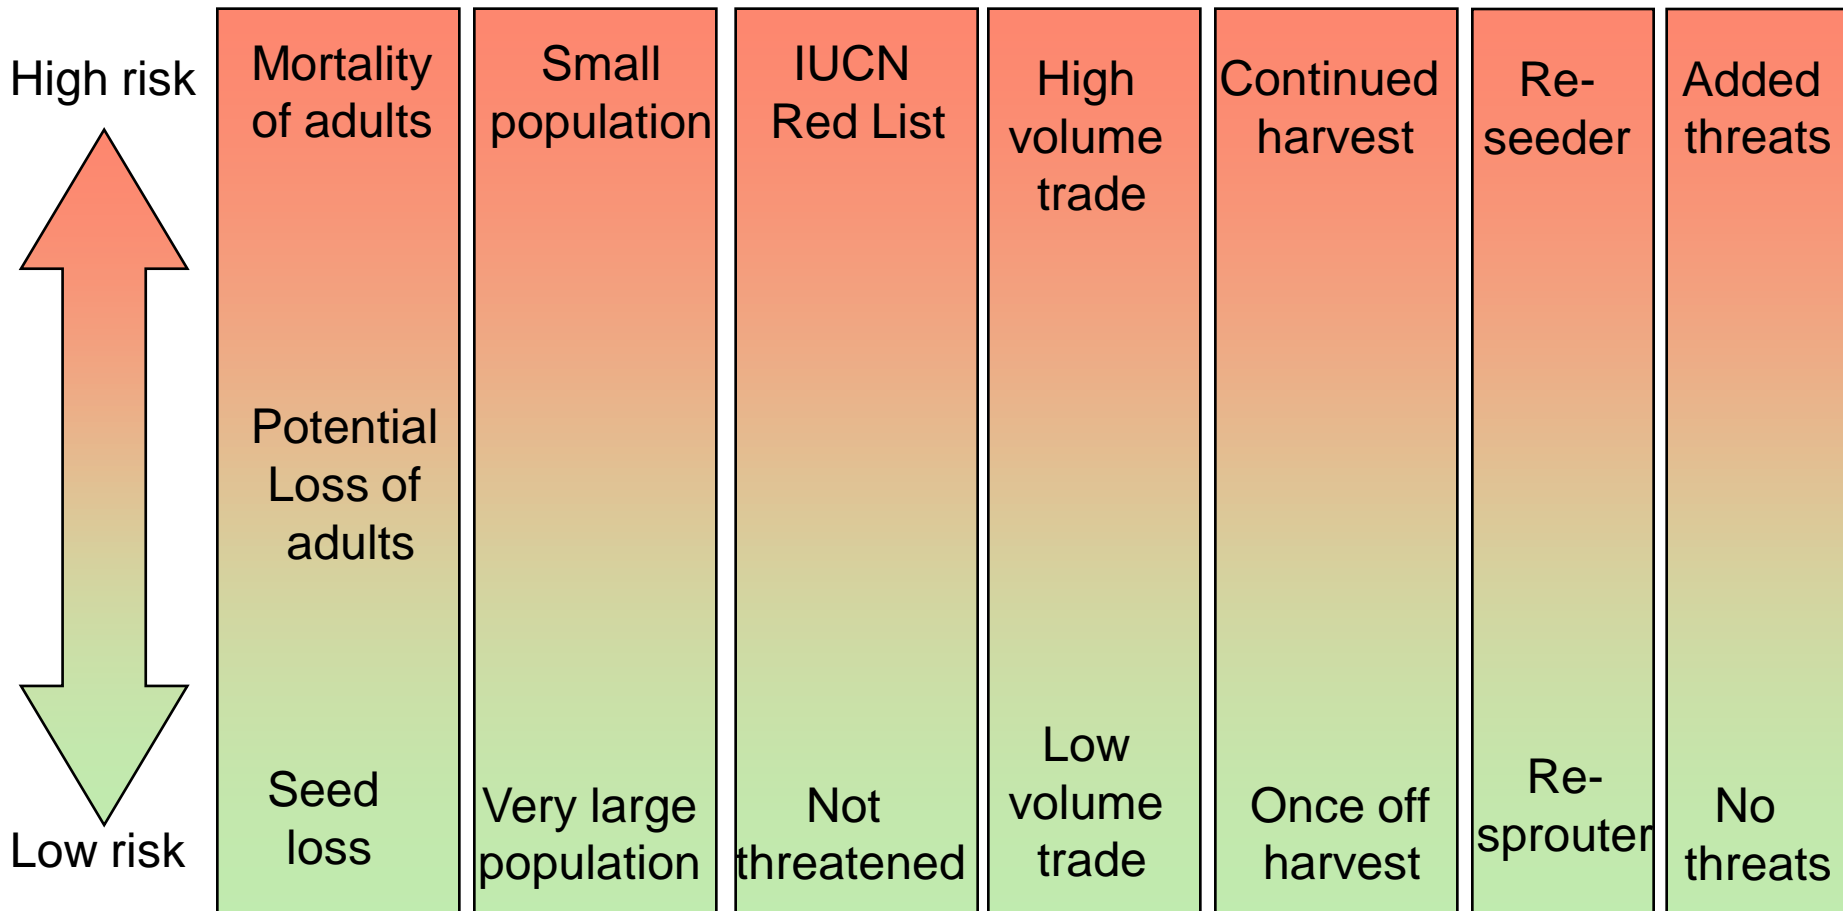 High risk
Low risk
Mortality
of adults
Potential
Loss of
adults
Seed
loss
Small
population
Very large
population
IUCN
Red List
Not
threatened
High
volume
trade
Low
volume
trade
Continued
harvest
Once off
harvest
Re-
seeder
Re-
sprouter
Added
threats
No
threats